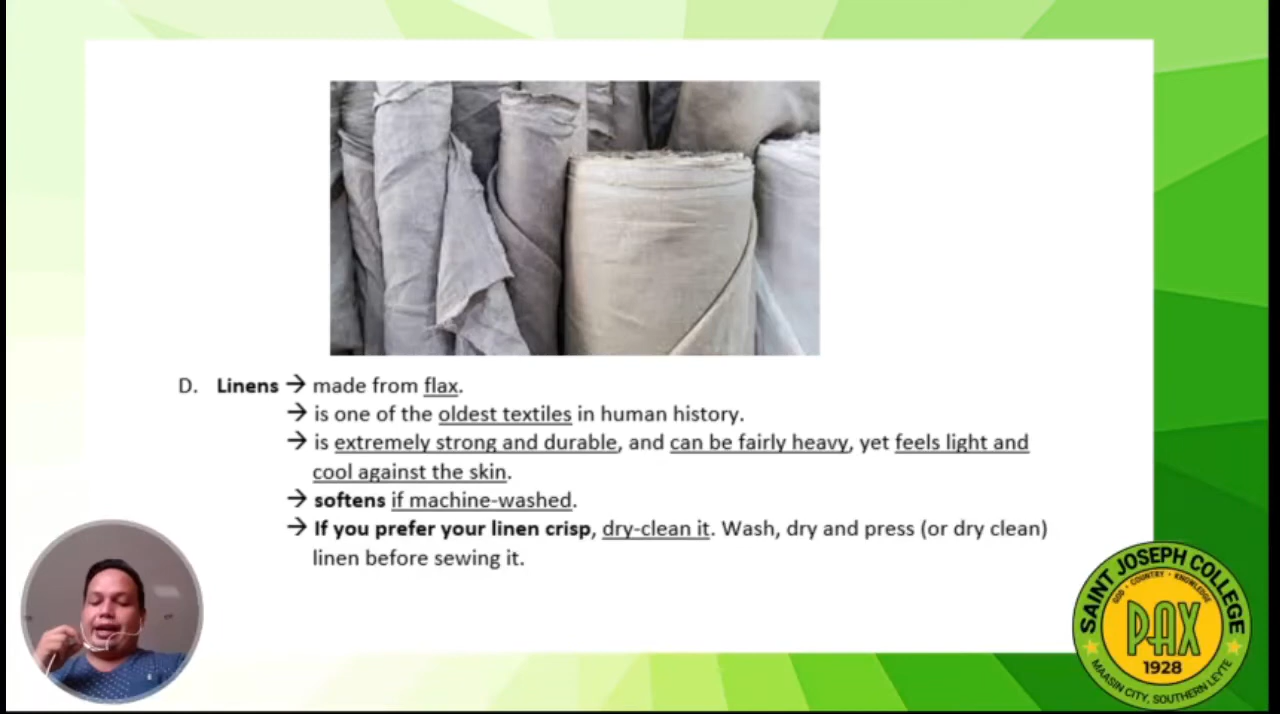 D. Linens → made from flax.
→ is one of the oldest textiles in human history.
→ is extremely strong and durable, and can be fairly heavy, yet feels light and
cool against the skin.
→ softens if machine-washed.
→ If you prefer your linen crisp, dry-clean it. Wash, dry and press (or dry clean)
linen before sewing it.
SAINT JOSEPH COLLEGE
GOD • COUNTRY • KNOWLEDGE
PAX
1928
MAASIN CITY, SOUTHERN LEYTE